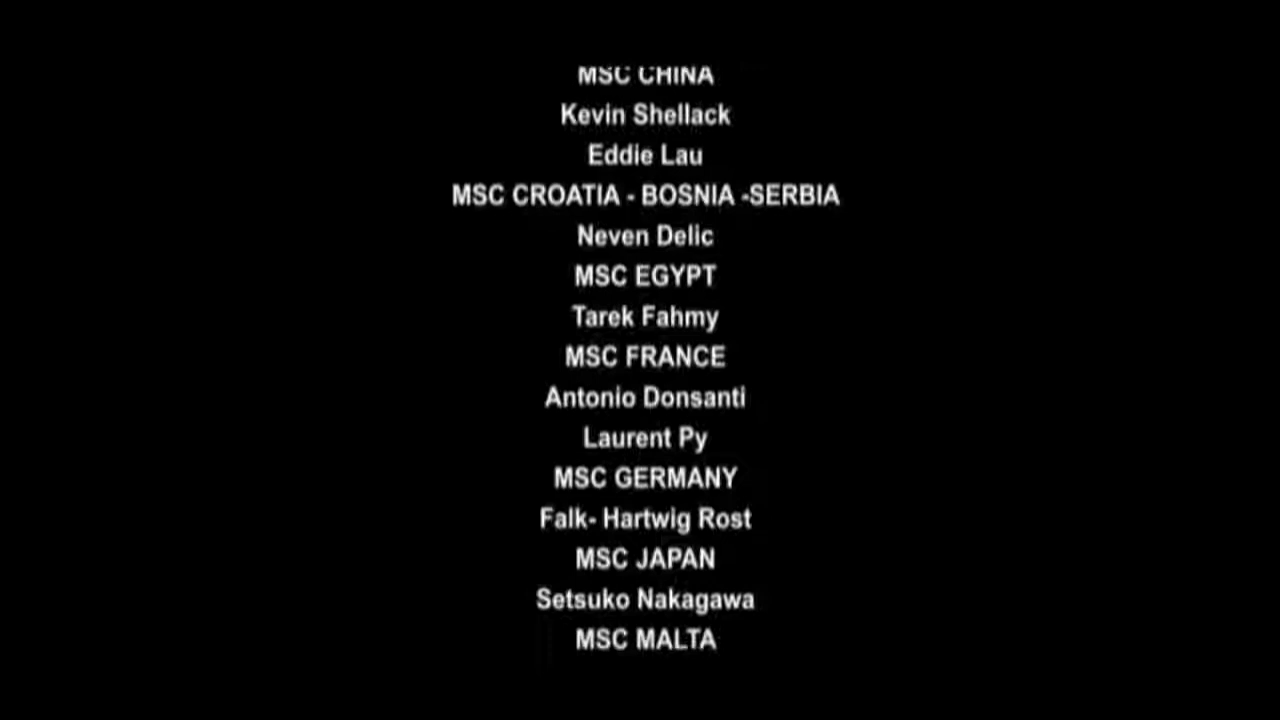 MSC CHINA
Kevin Shellack
Eddie Lau
MSC CROATIA - BOSNIA -SERBIA
Neven Delic
MSC EGYPT
Tarek Fahmy
MSC FRANCE
Antonio Donsanti
Laurent Py
MSC GERMANY
Falk- Hartwig Rost
MSC JAPAN
Setsuko Nakagawa
MSC MALTA